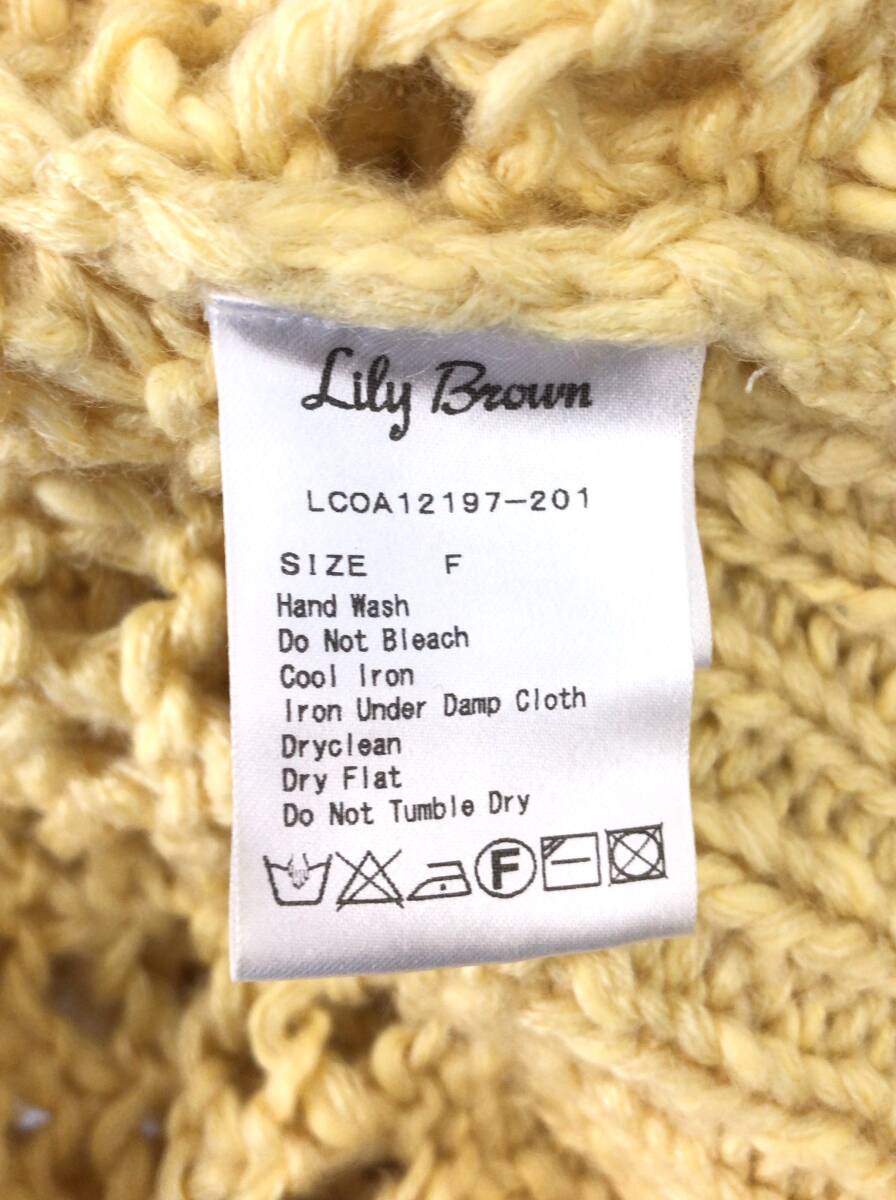 Lily Brown
LCOA12197-201
SIZE F
Hand Wash
Do Not Bleach
Cool Iron
Iron Under Damp Cloth
Dryclean
Dry Flat
Do Not Tumble Dry
F